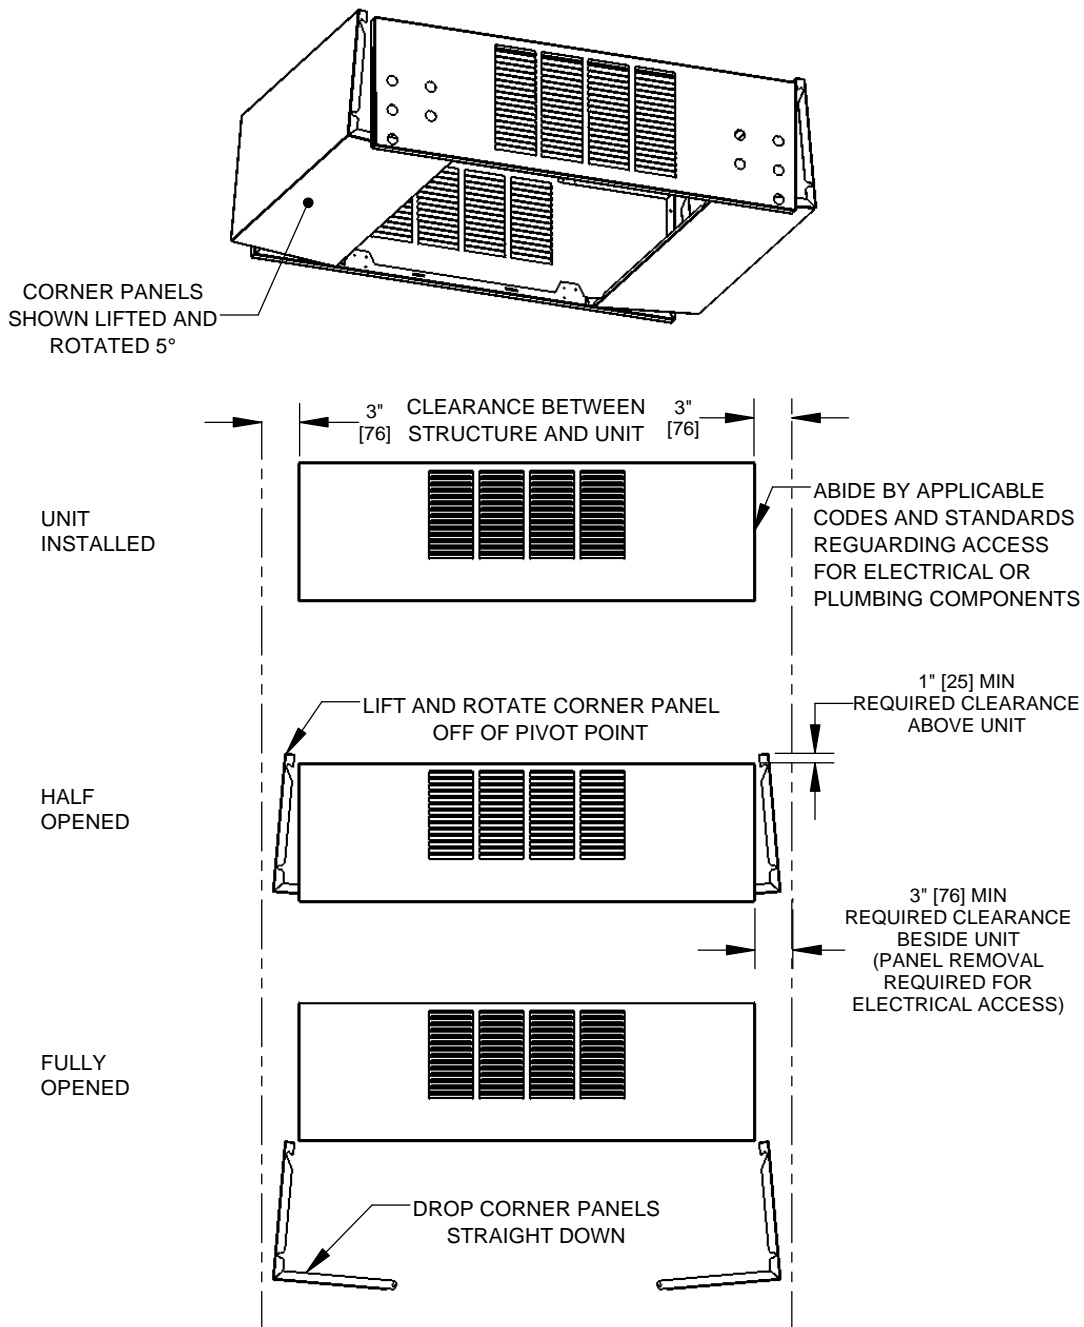 CORNER PANELS
SHOWN LIFTED AND
ROTATED 5°
3"
[76]
CLEARANCE BETWEEN
STRUCTURE AND UNIT
3"
[76]
UNIT
INSTALLED
ABIDE BY APPLICABLE
CODES AND STANDARDS
REGUARDING ACCESS
FOR ELECTRICAL OR
PLUMBING COMPONENTS
LIFT AND ROTATE CORNER PANEL
OFF OF PIVOT POINT
1" [25] MIN
REQUIRED CLEARANCE
ABOVE UNIT
HALF
OPENED
3" [76] MIN
REQUIRED CLEARANCE
BESIDE UNIT
(PANEL REMOVAL
REQUIRED FOR
ELECTRICAL ACCESS)
FULLY
OPENED
DROP CORNER PANELS
STRAIGHT DOWN